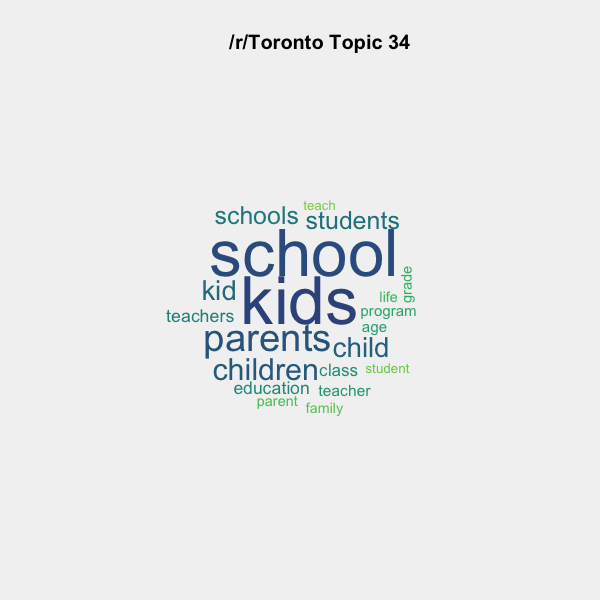 /r/Toronto Topic 34
teach
schools
students
school
kids
kid
life
grade
program
teachers
age
parents
child
children
class
student
education
teacher
parent
family